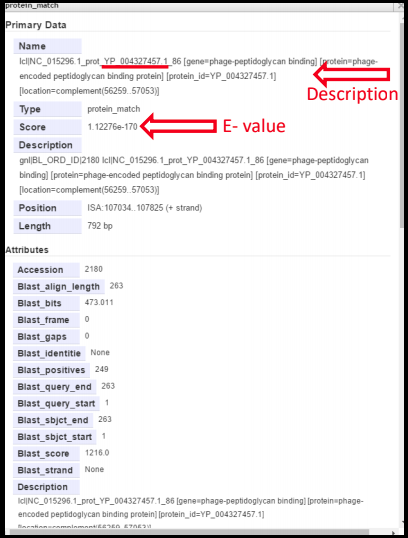 protein_match
Primary Data
Name
lcl|NC_015296.1_prot_YP_004327457.1_86 [gene=phage-peptidoglycan binding] [protein=phage-
encoded peptidoglycan binding protein] [protein_id=YP_004327457.1]
[location=complement(56259..57053)]
Description
Type protein_match
Score 1.12276e-170 E- value
Description
gnl|BL_ORD_ID|2180 lcl|NC_015296.1_prot_YP_004327457.1_86 [gene=phage-peptidoglycan
binding] [protein=phage-encoded peptidoglycan binding protein] [protein_id=YP_004327457.1]
[location=complement(56259..57053)]
Position ISA:107034..107825 (+ strand)
Length 792 bp
Attributes
Accession 2180
Blast_align_length 263
Blast_bits 473.011
Blast_frame 0
Blast_gaps 0
Blast_identitie None
Blast_positives 249
Blast_query_end 263
Blast_query_start 1
Blast_sbjct_end 263
Blast_sbjct_start 1
Blast_score 1216.0
Blast_strand None
Description
lcl|NC_015296.1_prot_YP_004327457.1_86 [gene=phage-peptidoglycan binding] [protein=phage-
encoded peptidoglycan binding protein] [protein_id=YP_004327457.1]
[location=complement(56259..57053)]